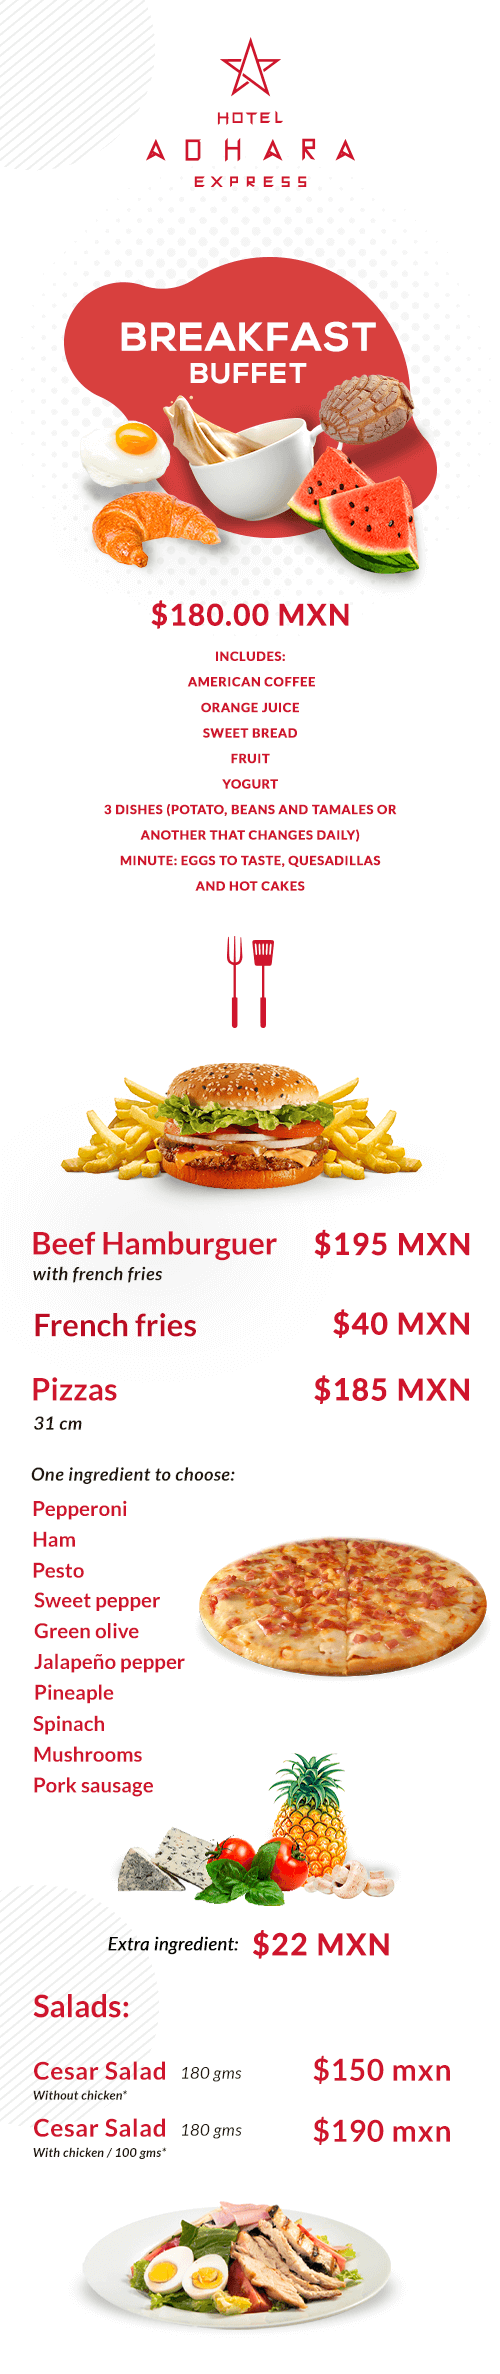 HOTEL
ADHARA
EXPRESS
BREAKFAST
BUFFET
$180.00 MXN
INCLUDES:
AMERICAN COFFEE
ORANGE JUICE
SWEET BREAD
FRUIT
YOGURT
3 DISHES (POTATO, BEANS AND TAMALES OR
ANOTHER THAT CHANGES DAILY)
MINUTE: EGGS TO TASTE, QUESADILLAS
AND HOT CAKES
Beef Hamburguer $195 MXN
with french fries
French fries $40 MXN
Pizzas $185 MXN
31 cm
One ingredient to choose:
Pepperoni
Ham
Pesto
Sweet pepper
Green olive
Jalapeño pepper
Pineaple
Spinach
Mushrooms
Pork sausage
Extra ingredient: $22 MXN
Salads:
Cesar Salad 180 gms $150 mxn
Without chicken*
Cesar Salad 180 gms $190 mxn
With chicken / 100 gms*